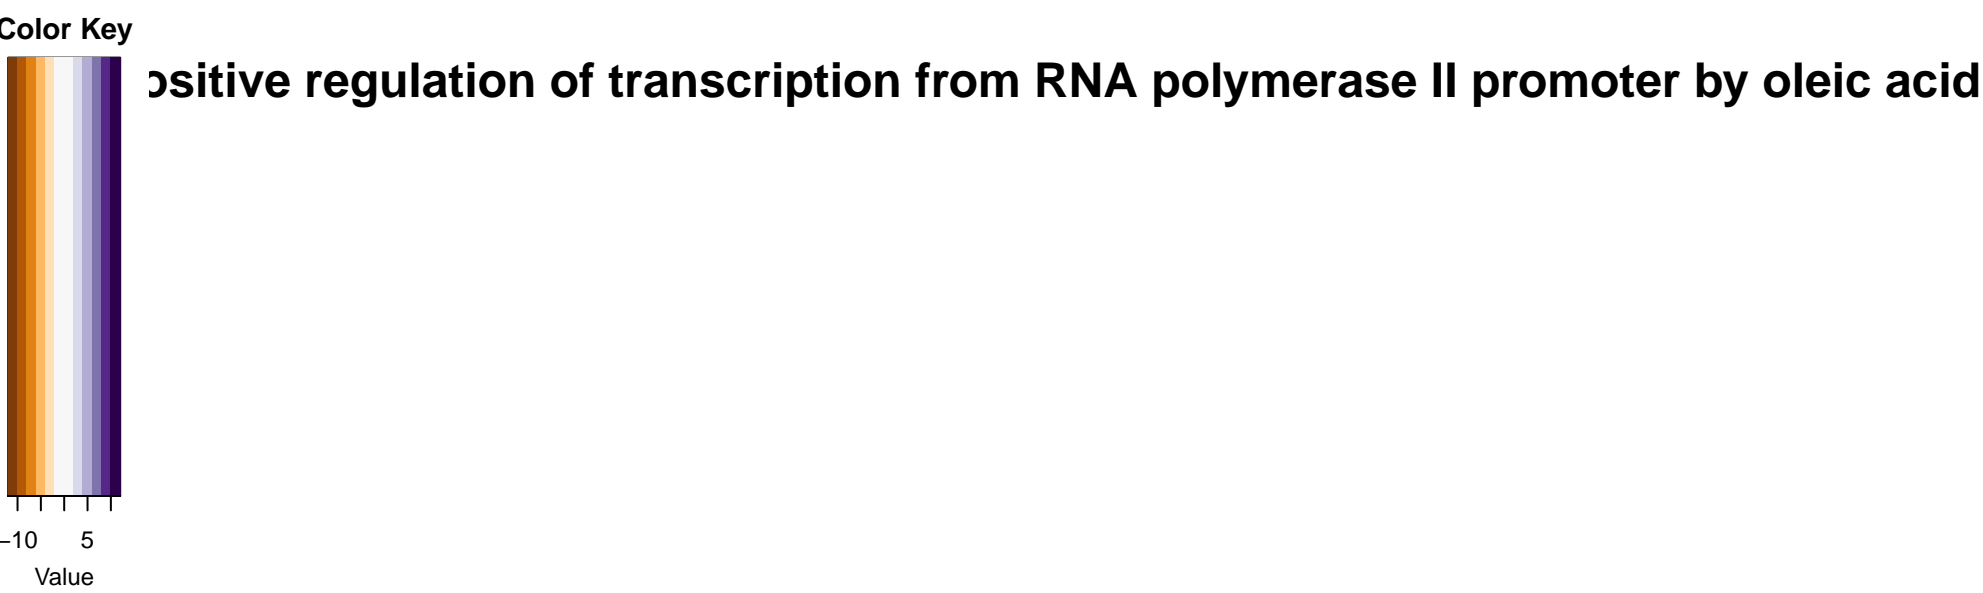 Color Key
ositive regulation of transcription from RNA polymerase II promoter by oleic acid
–10 5
Value